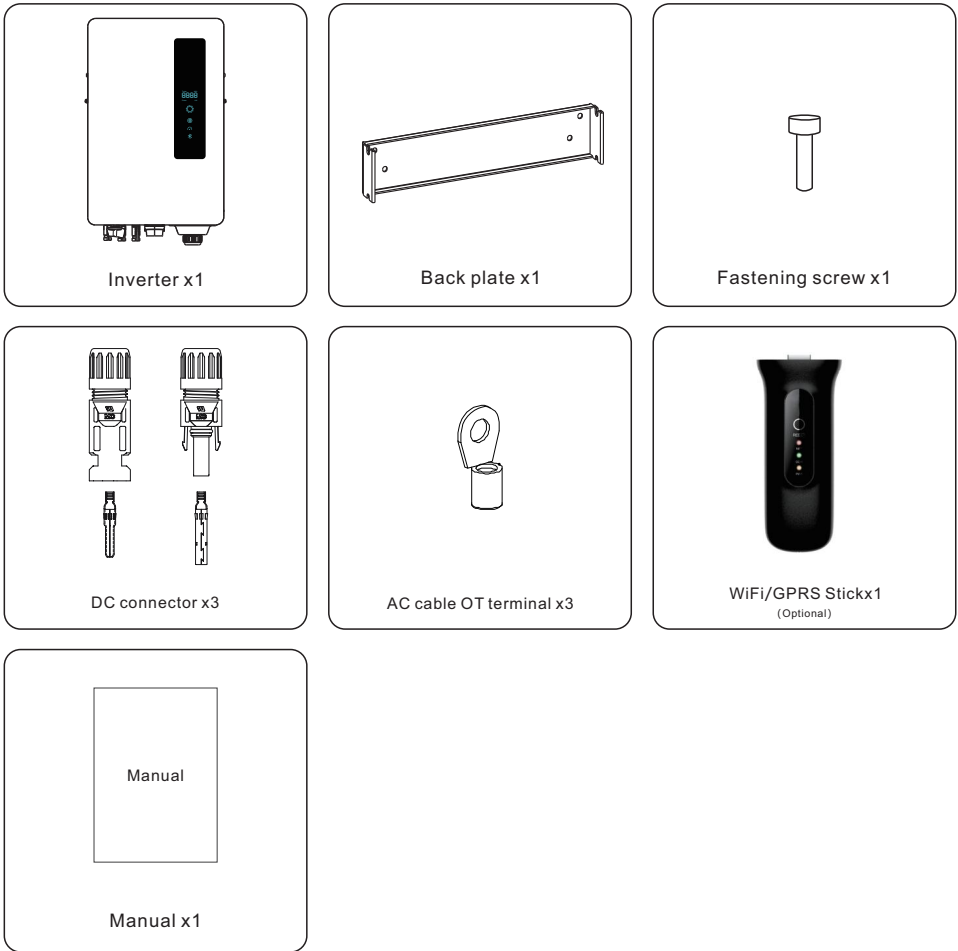 Inverter x1
Back plate x1
Fastening screw x1
DC connector x3
AC cable OT terminal x3
WiFi/GPRS Stickx1
(Optional)
Manual
Manual x1